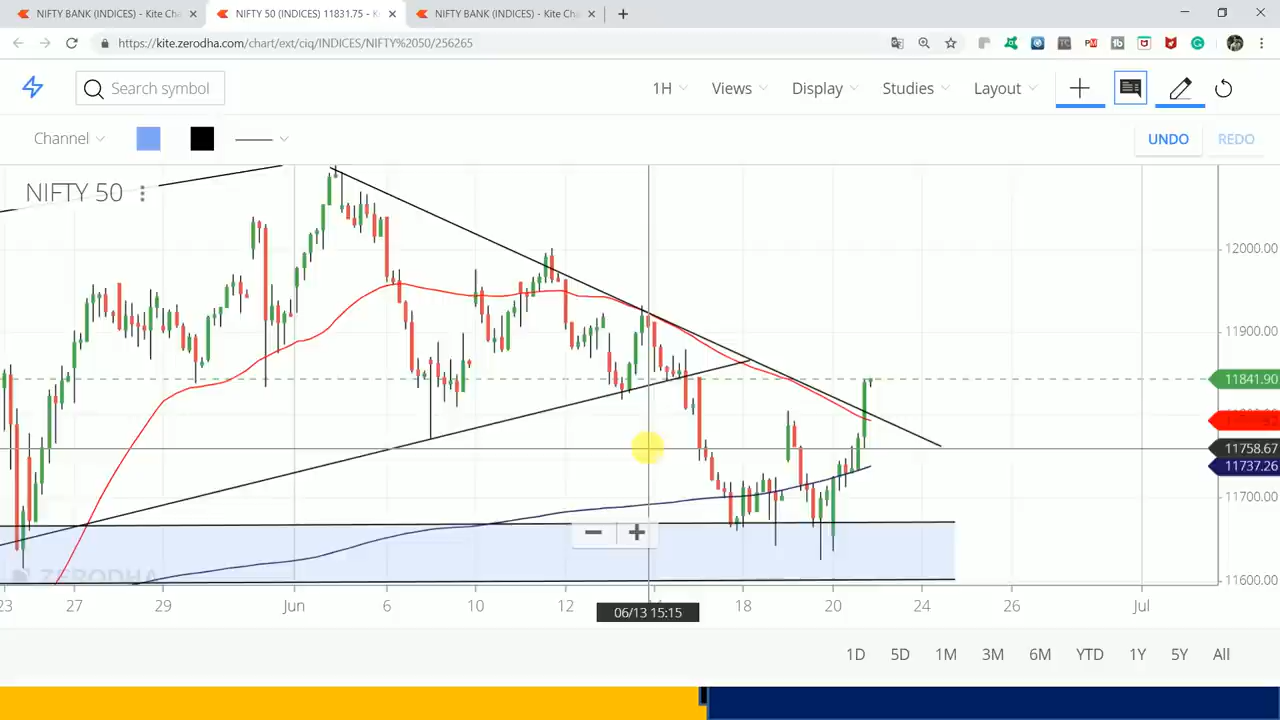 NIFTY BANK (INDICES) - Kite Cha
NIFTY 50 (INDICES) 11831.75 - K
NIFTY BANK (INDICES) - Kite Cha
https://kite.zerodha.com/chart/ext/ciq/INDICES/NIFTY%2050/256265
Search symbol
1H
Views
Display
Studies
Layout
Channel
UNDO
REDO
NIFTY 50
12000.00
11900.00
11841.90
11758.67
11737.26
11700.00
11600.00
ZERODHA
23
27
29
Jun
6
10
12
18
20
24
26
Jul
06/13 15:15
1D
5D
1M
3M
6M
YTD
1Y
5Y
All